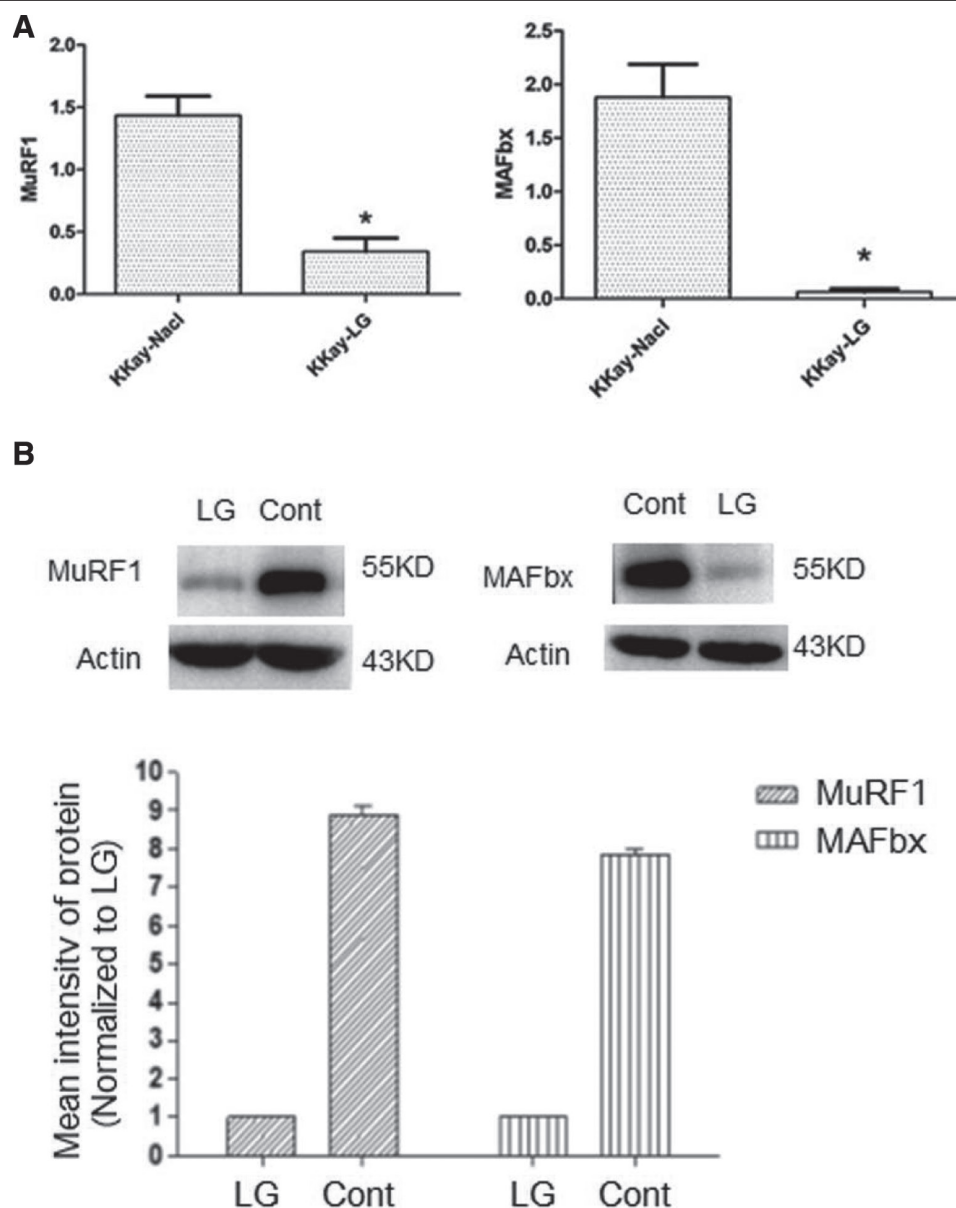 A
2.0
1.5
1.0
0.5
0.0
MuRF1
*
KKay-Nacl
KKay-LG
2.5
2.0
1.5
1.0
0.5
0.0
MAFbx
*
KKay-Nacl
KKay-LG
B
LG Cont
MuRF1
55KD
Actin
43KD
Cont LG
MAFbx
55KD
Actin
43KD
Mean intensity of protein
(Normalized to LG)
10
9
8
7
6
5
4
3
2
1
0
MuRF1
MAFbx
LG Cont LG Cont